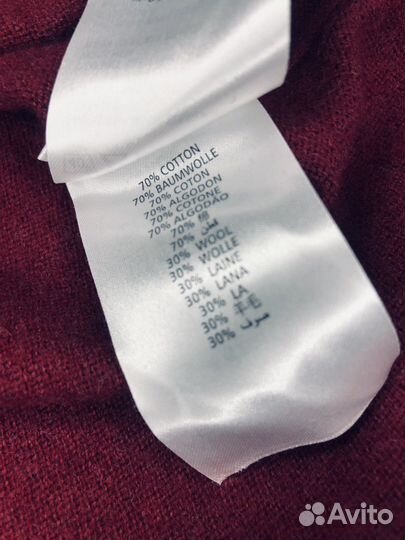 70% COTTON
70% BAUMWOLLE
70% COTON
70% ALGODON
70% COTONE
70% ALGODÃO
70% 棉
70% قطن
30% WOOL
30% WOLLE
30% LAINE
30% LANA
30% LÃ
30% 羊毛
30% صوف
Avito